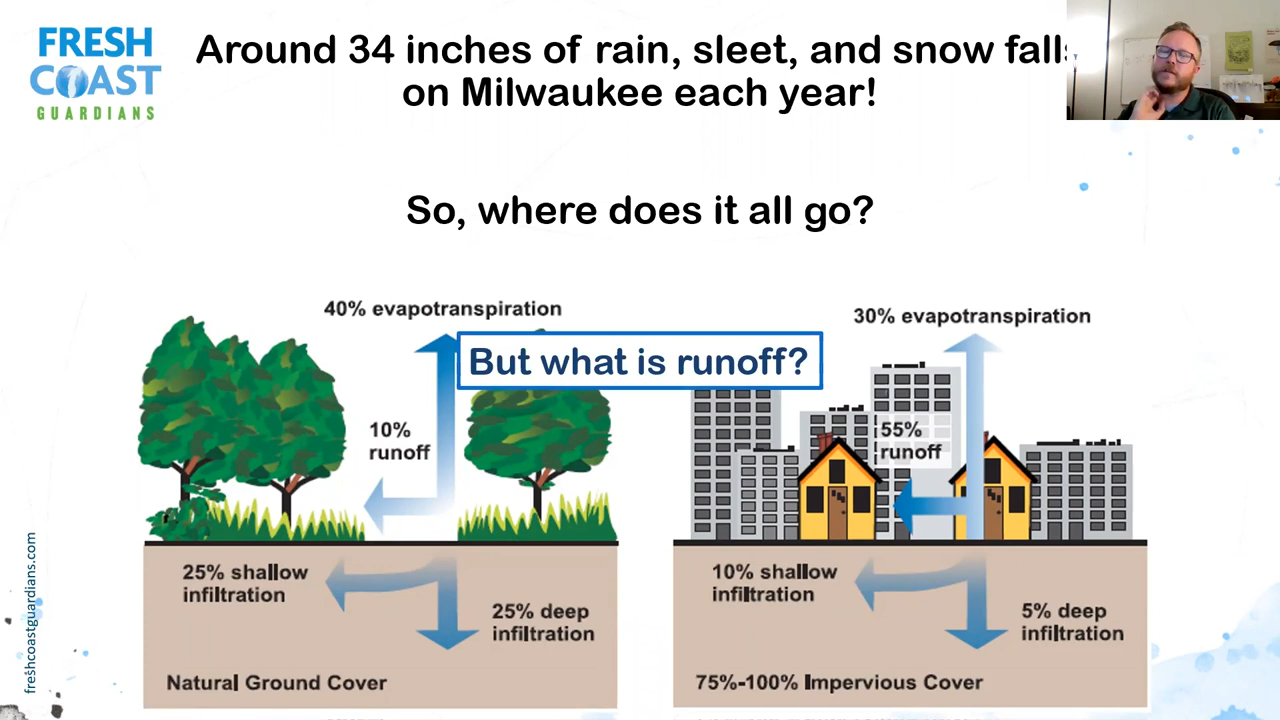 FRESH
COAST
GUARDIANS
Around 34 inches of rain, sleet, and snow falls
on Milwaukee each year!
So, where does it all go?
40% evapotranspiration
30% evapotranspiration
But what is runoff?
10%
runoff
55%
runoff
25% shallow
infiltration
25% deep
infiltration
Natural Ground Cover
10% shallow
infiltration
5% deep
infiltration
75%-100% Impervious Cover
freshcoastguardians.com